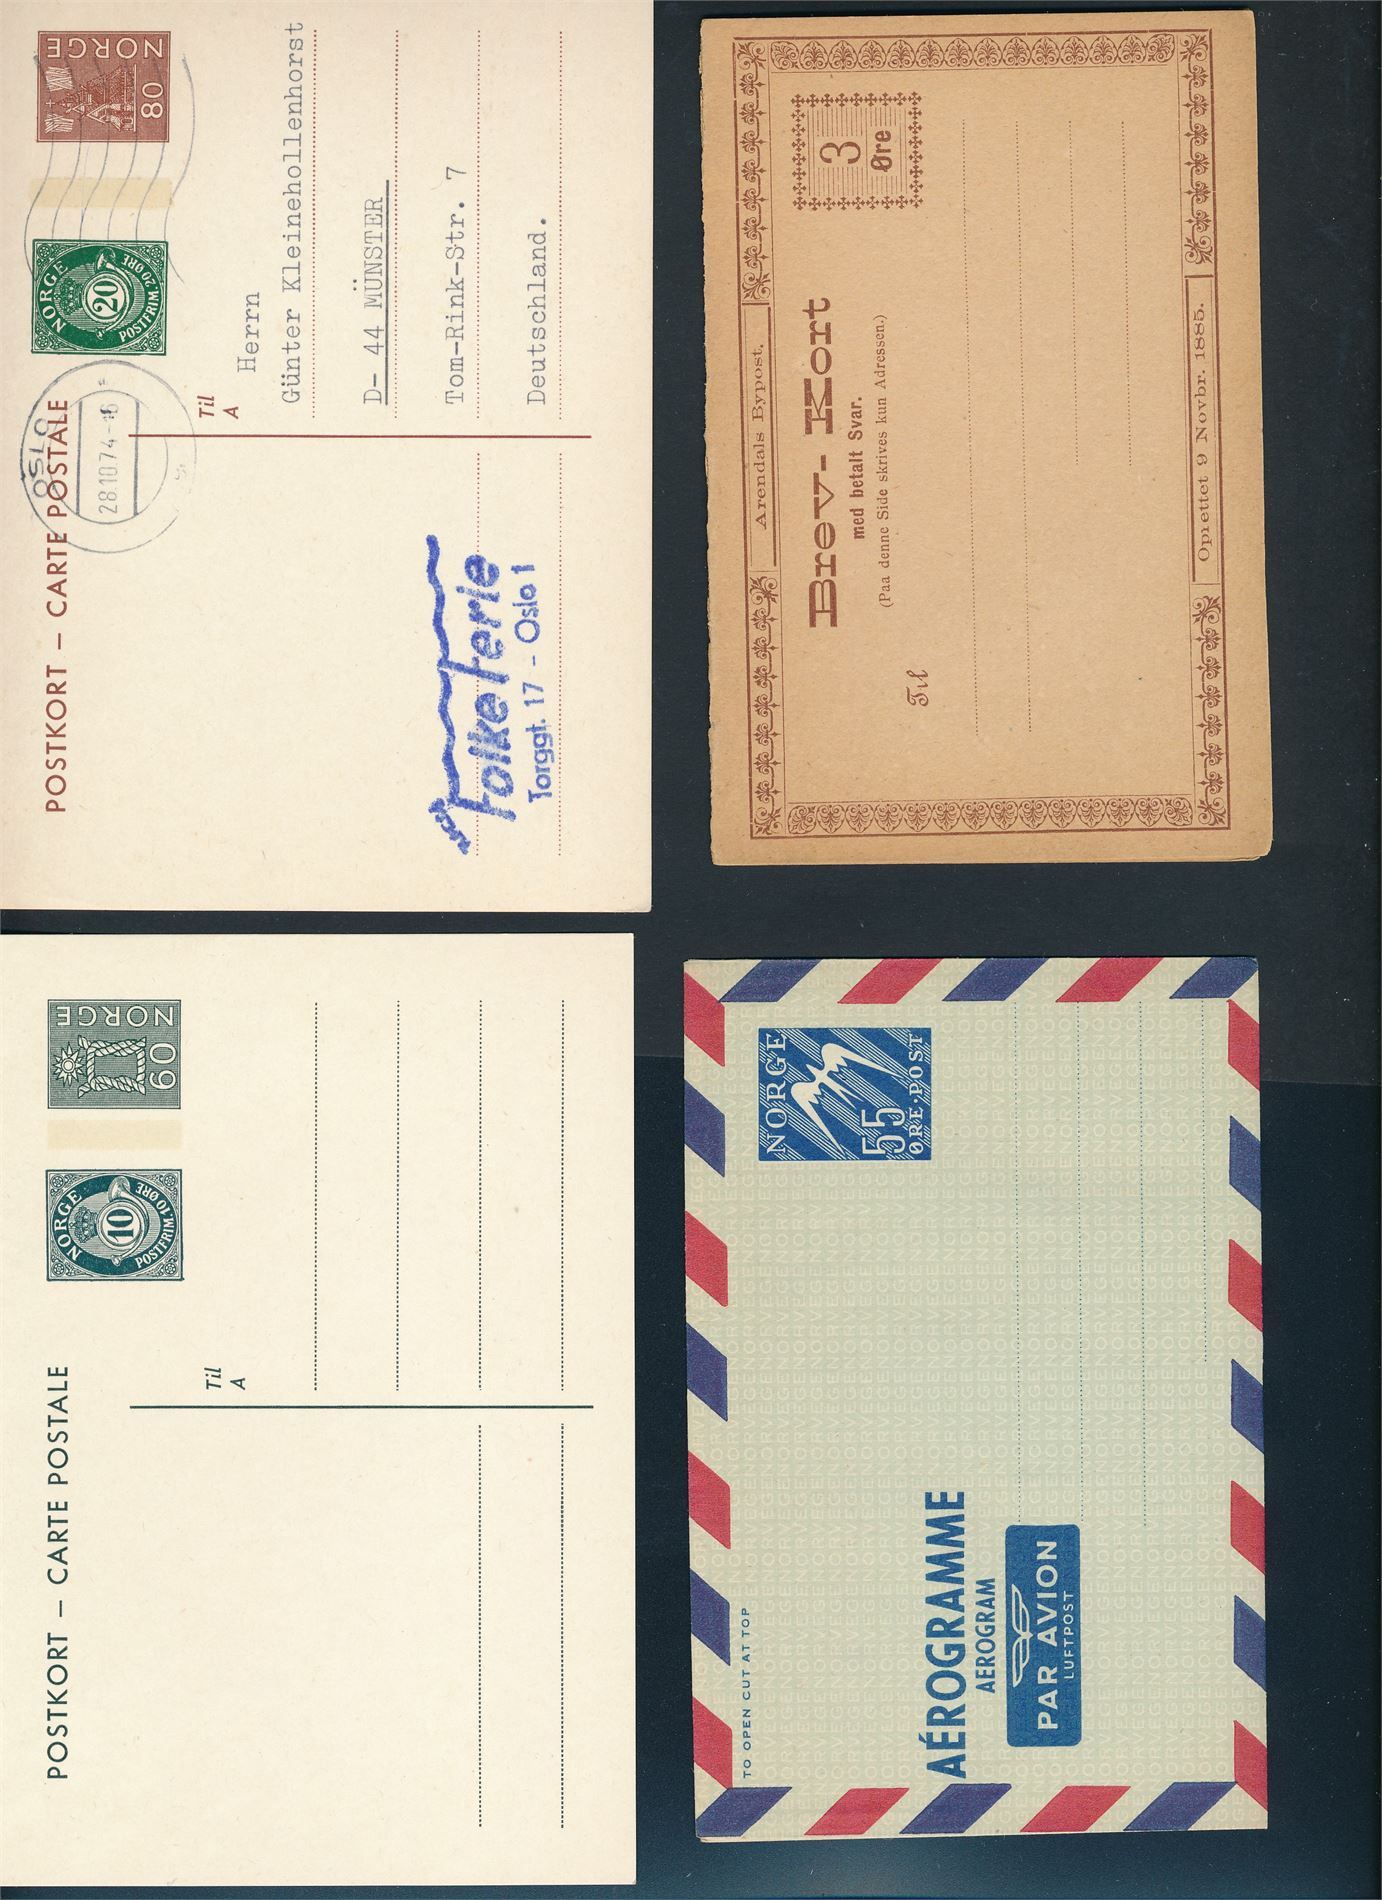 POSTKORT – CARTE POSTALE
NORGE
80
NORGE
20
POSTFRIM. 20 ØRE
OSLO
28.10.74-16
Til
A
Herrn
Günter Kleinehollenhorst
D- 44 MÜNSTER
Tom-Rink-Str. 7
Deutschland.
Folketerie
Torggt. 17 - Oslo 1
Arendals Bypost.
3
Øre
Brev-Kort
med betalt Svar.
(Paa denne Side skrives kun Adressen.)
Til
Oprettet 9 Novbr. 1885.
POSTKORT – CARTE POSTALE
NORGE
60
NORGE
10
POSTFRIM. 10 ØRE
Til
A
TO OPEN CUT AT TOP
NORGE
55
ØRE·POST
AÉROGRAMME
AEROGRAM
PAR AVION
LUFTPOST